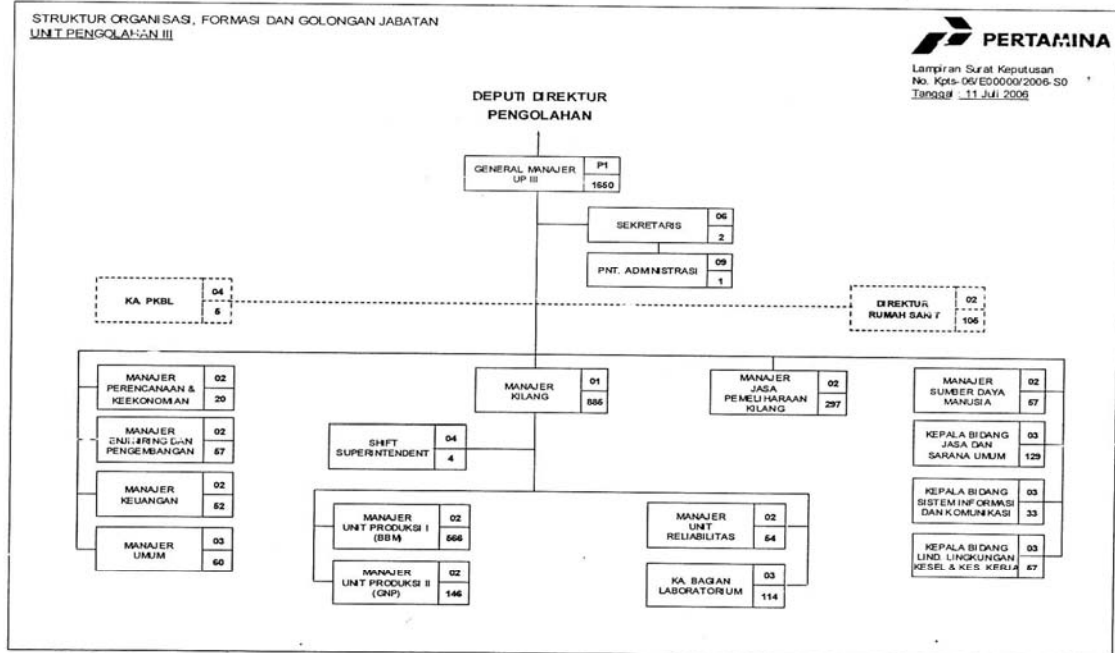 STRUKTUR ORGANISASI, FORMASI DAN GOLONGAN JABATAN
UNIT PENGOLAHAN III
PERTAMINA
Lampiran Surat Keputusan
No. Kpts-06/E00000/2006-S0
Tanggal : 11 Juli 2006
DEPUTI DIREKTUR
PENGOLAHAN
GENERAL MANAJER
UP III
P1
1650
SEKRETARIS
06
2
PNT. ADMINISTRASI
09
1
KA. PKBL
04
5
DIREKTUR
RUMAH SAKIT
02
105
MANAJER
PERENCANAAN &
KEEKONOMIAN
02
20
MANAJER
KILANG
01
885
MANAJER
JASA
PEMELIHARAAN
KILANG
02
297
MANAJER
SUMBER DAYA
MANUSIA
02
57
MANAJER
ENJINIRING DAN
PENGEMBANGAN
02
57
SHIFT
SUPERINTENDENT
04
4
KEPALA BIDANG
JASA DAN
SARANA UMUM
03
129
MANAJER
KEUANGAN
02
52
MANAJER
UNIT PRODUKSI I
(BBM)
02
566
MANAJER
UNIT
RELIABILITAS
02
54
KEPALA BIDANG
SISTEM INFORMASI
DAN KOMUNIKASI
03
33
MANAJER
UMUM
03
60
MANAJER
UNIT PRODUKSI II
02
146
KA. BAGIAN
LABORATORIUM
03
114
KEPALA BIDANG
LIND. LINGKUNGAN
KESEL & KES. KERJA
03
57